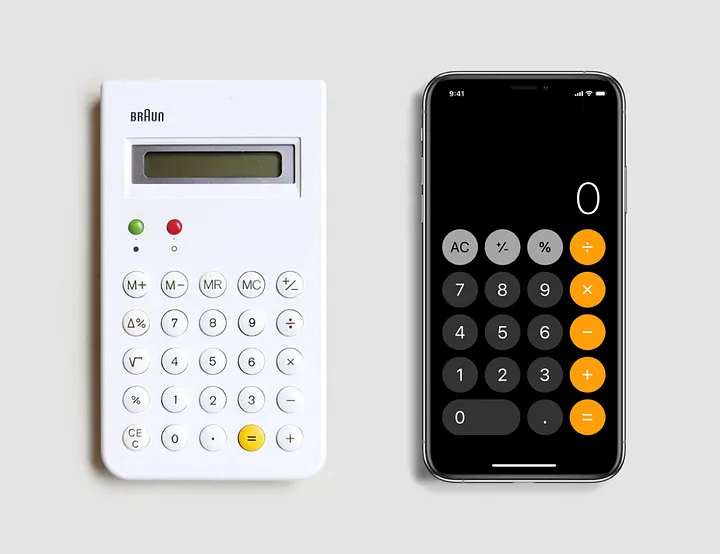 BRAUN
M+ M− MR MC +/−
Δ% 7 8 9 ÷
√ 4 5 6 ×
% 1 2 3 −
CE
C 0 · = +
9:41
0
AC +/− % ÷
7 8 9 ×
4 5 6 −
1 2 3 +
0 . =